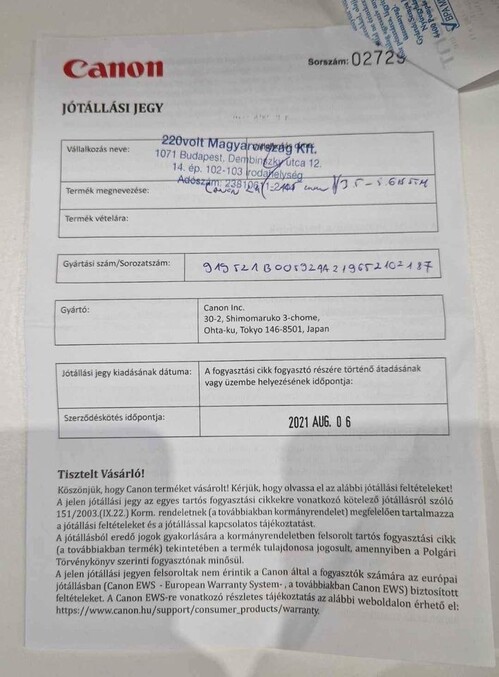 Canon
Sorszám: 02729
JÓTÁLLÁSI JEGY
Vállalkozás neve:
220volt Magyarország Kft.
1071 Budapest, Dembinszky utca 12.
14. ép. 102-103 irodahelység
Adószám:
Termék megnevezése:
Canon
Termék vételára:
Gyártási szám/Sorozatszám:
Gyártó:
Canon Inc.
30-2, Shimomaruko 3-chome,
Ohta-ku, Tokyo 146-8501, Japan
Jótállási jegy kiadásának dátuma:
A fogyasztási cikk fogyasztó részére történő átadásának
vagy üzembe helyezésének időpontja:
Szerződéskötés időpontja:
2021 AUG. 06
Tisztelt Vásárló!
Köszönjük, hogy Canon terméket vásárolt! Kérjük, hogy olvassa el az alábbi jótállási feltételeket!
A jelen jótállási jegy az egyes tartós fogyasztási cikkekre vonatkozó kötelező jótállásról szóló
151/2003.(IX.22.) Korm. rendeletnek (a továbbiakban kormányrendelet) megfelelően tartalmazza
a jótállási feltételeket és a jótállással kapcsolatos tájékoztatást.
A jótállásból eredő jogok gyakorlására a kormányrendeletben felsorolt tartós fogyasztási cikk
(a továbbiakban termék) tekintetében a termék tulajdonosa jogosult, amennyiben a Polgári
Törvénykönyv szerinti fogyasztónak minősül.
A jelen jótállási jegyen felsoroltak nem érintik a Canon által a fogyasztók számára az európai
jótállásban (Canon EWS - European Warranty System- , a továbbiakban Canon EWS) biztosított
feltételeket. A Canon EWS-re vonatkozó részletes tájékoztatás az alábbi weboldalon érhető el:
https://www.canon.hu/support/consumer_products/warranty.